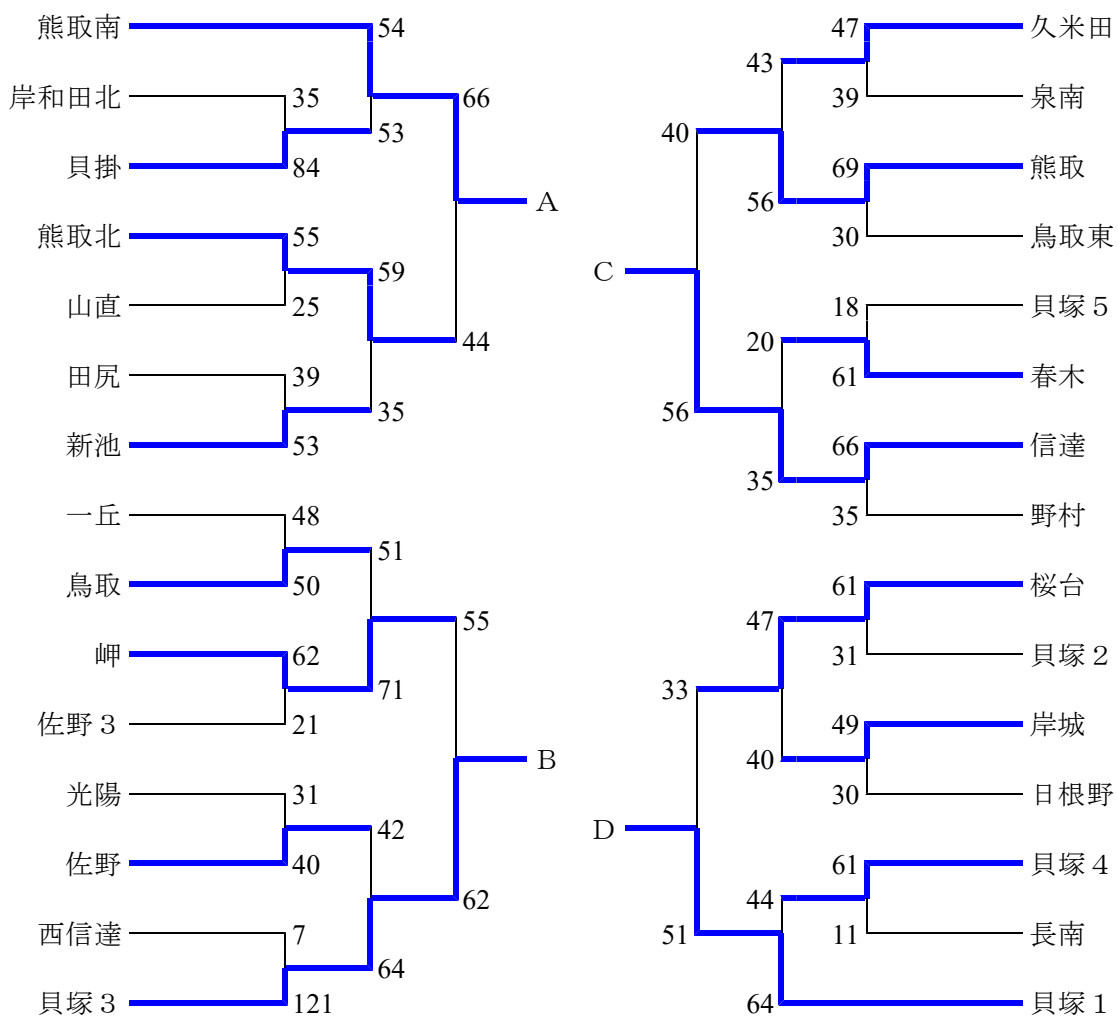 熊取南 54 47 久米田
43
岸和田北 35 66 39 泉南
53 40
貝掛 84 69 熊取
A 56
熊取北 55 30 鳥取東
59 C
山直 25 18 貝塚５
44 20
田尻 39 61 春木
35 56
新池 53 66 信達
35
一丘 48 35 野村
51
鳥取 50 61 桜台
55 47
岬 62 31 貝塚２
71 33
佐野３ 21 49 岸城
B 40
光陽 31 30 日根野
42 D
佐野 40 61 貝塚４
62 44
西信達 7 51 11 長南
64
貝塚３ 121 64 貝塚１